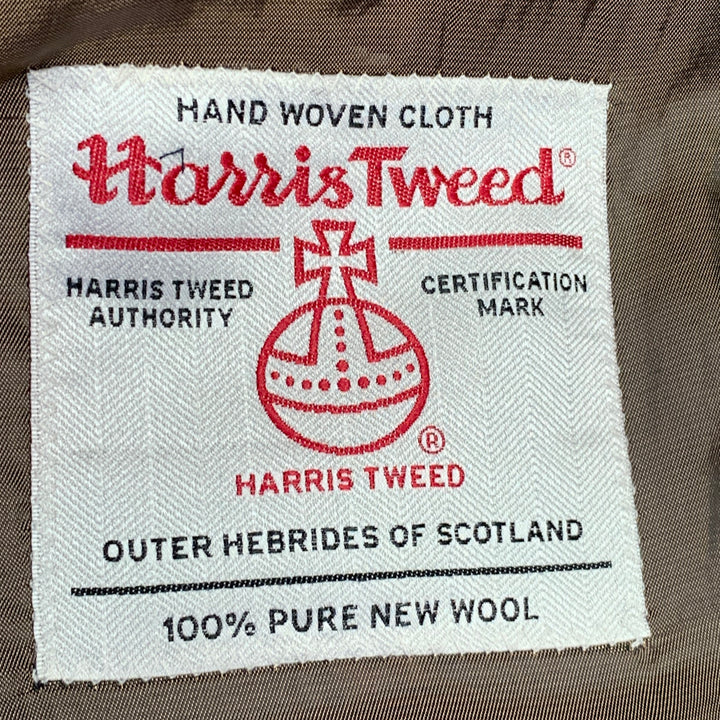 HAND WOVEN CLOTH
Harris Tweed®
HARRIS TWEED
AUTHORITY
CERTIFICATION
MARK
®
HARRIS TWEED
OUTER HEBRIDES OF SCOTLAND
100% PURE NEW WOOL